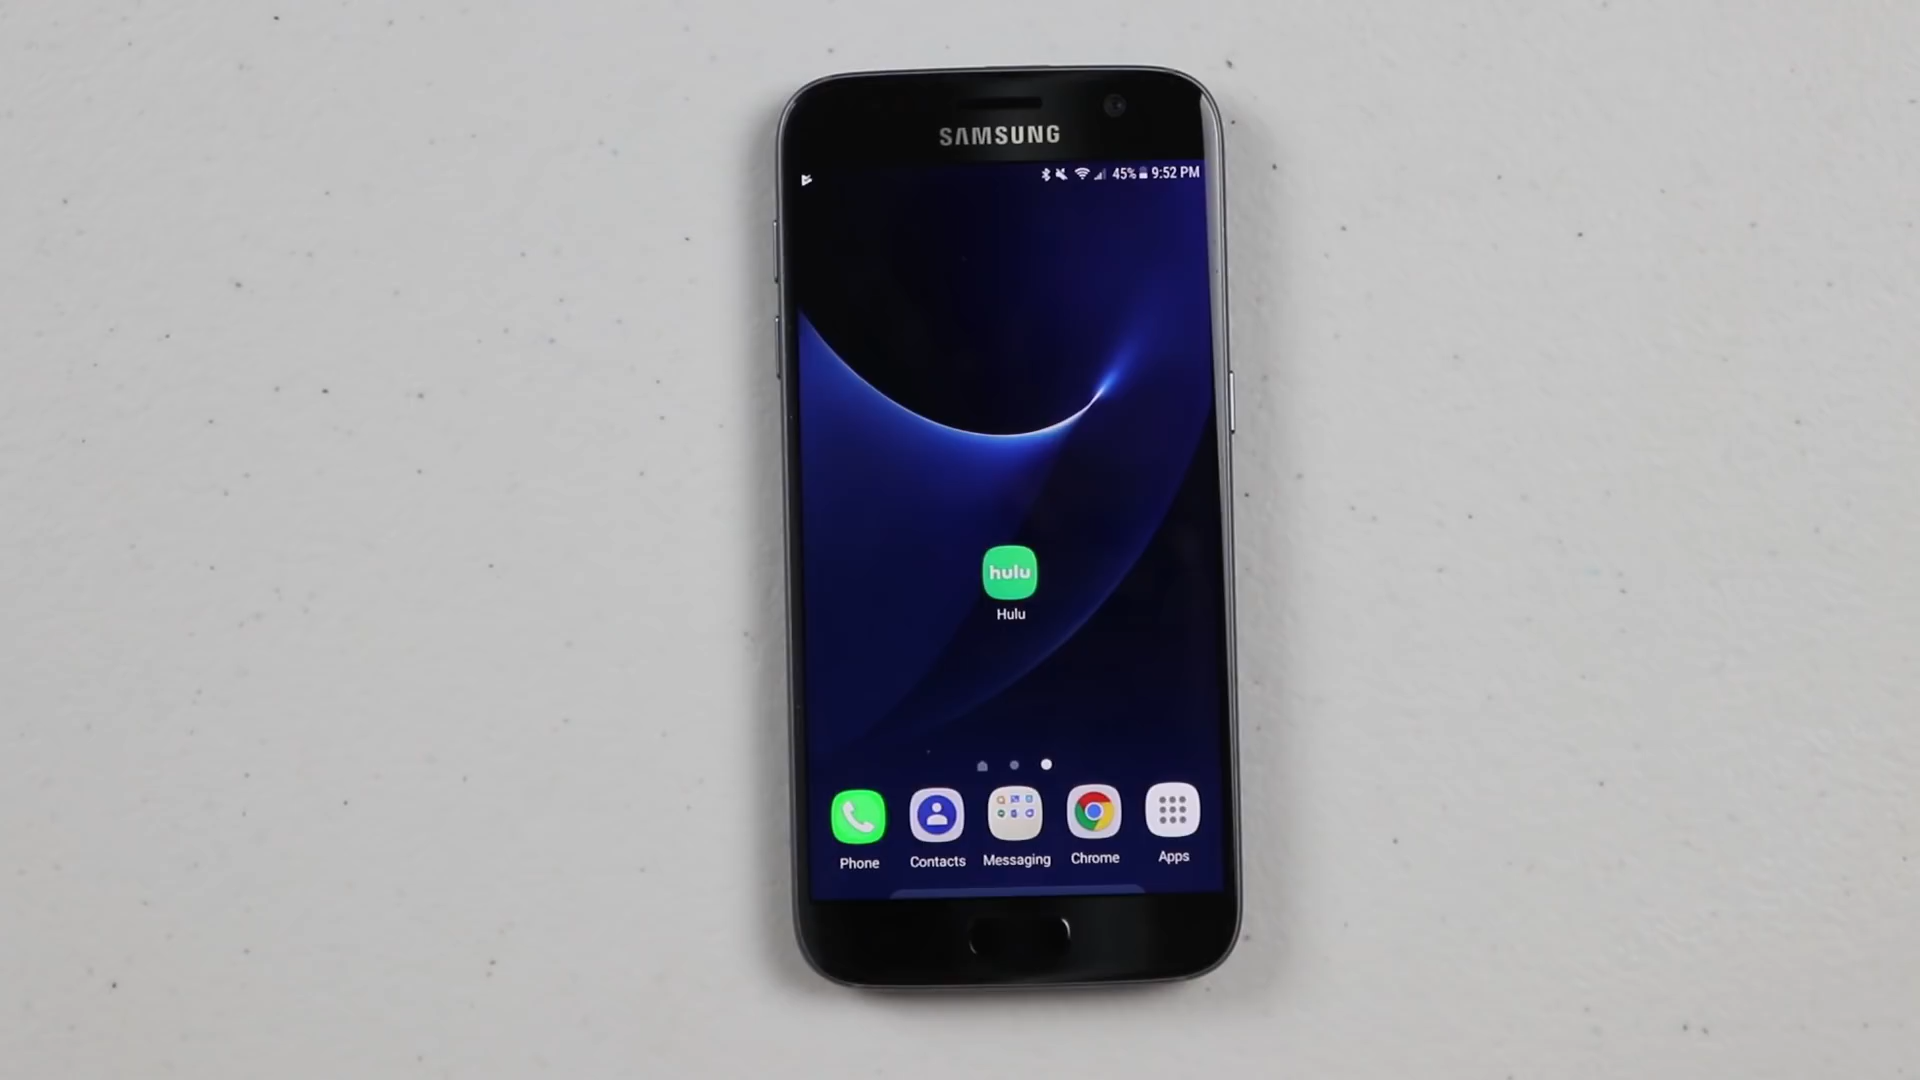 SAMSUNG
45% 9:52 PM
hulu
Hulu
Phone Contacts Messaging Chrome Apps